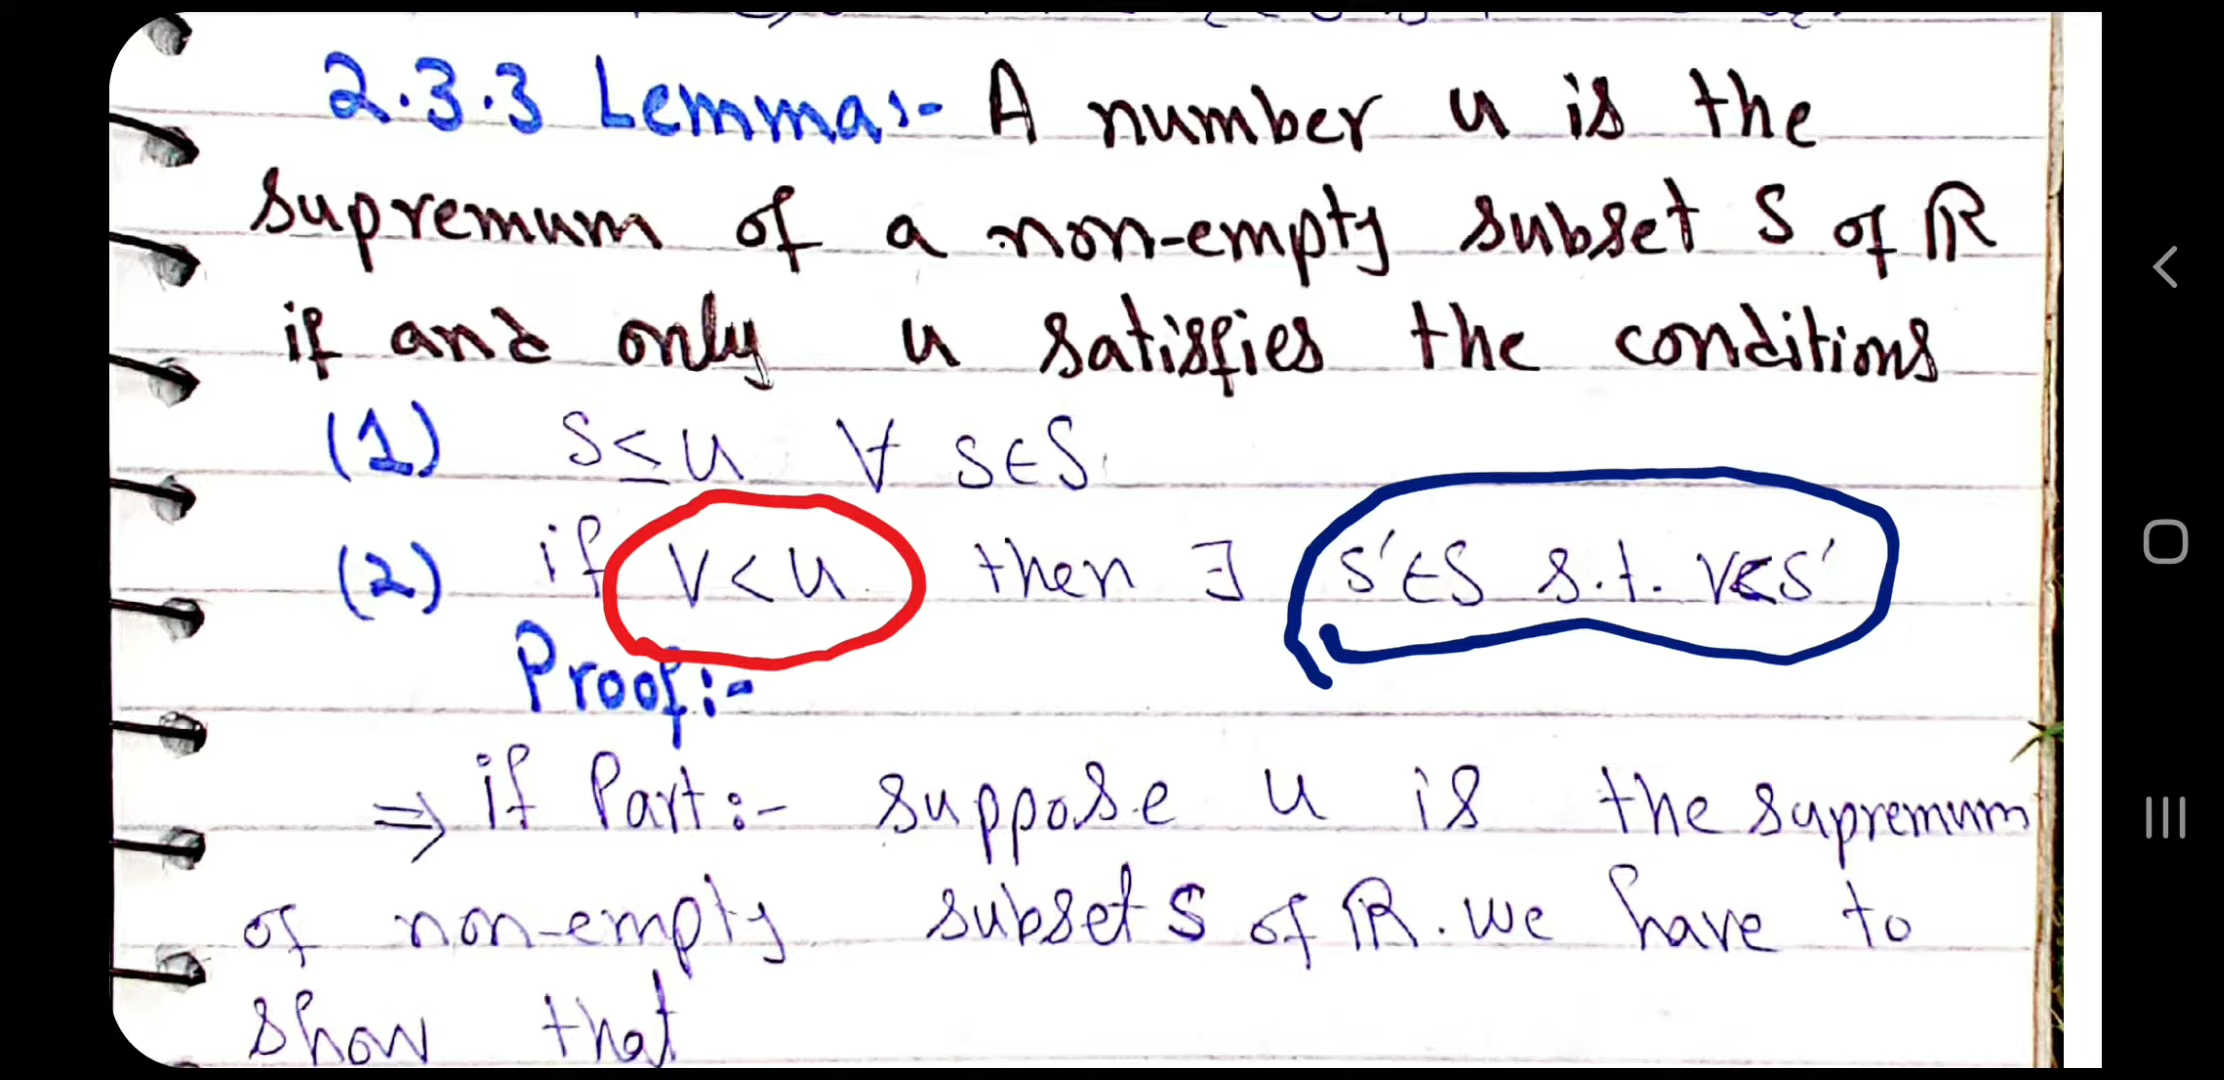 2.3.3 Lemma:- A number u is the
supremum of a non-empty subset S of ℝ
if and only u satisfies the conditions
(1) s≤u ∀ s∈S
(2) if v<u then ∃ s'∈S s.t. v<s'
Proof:-
⇒ if Part:- suppose u is the supremum
of non-empty subset S of ℝ. we have to
show that